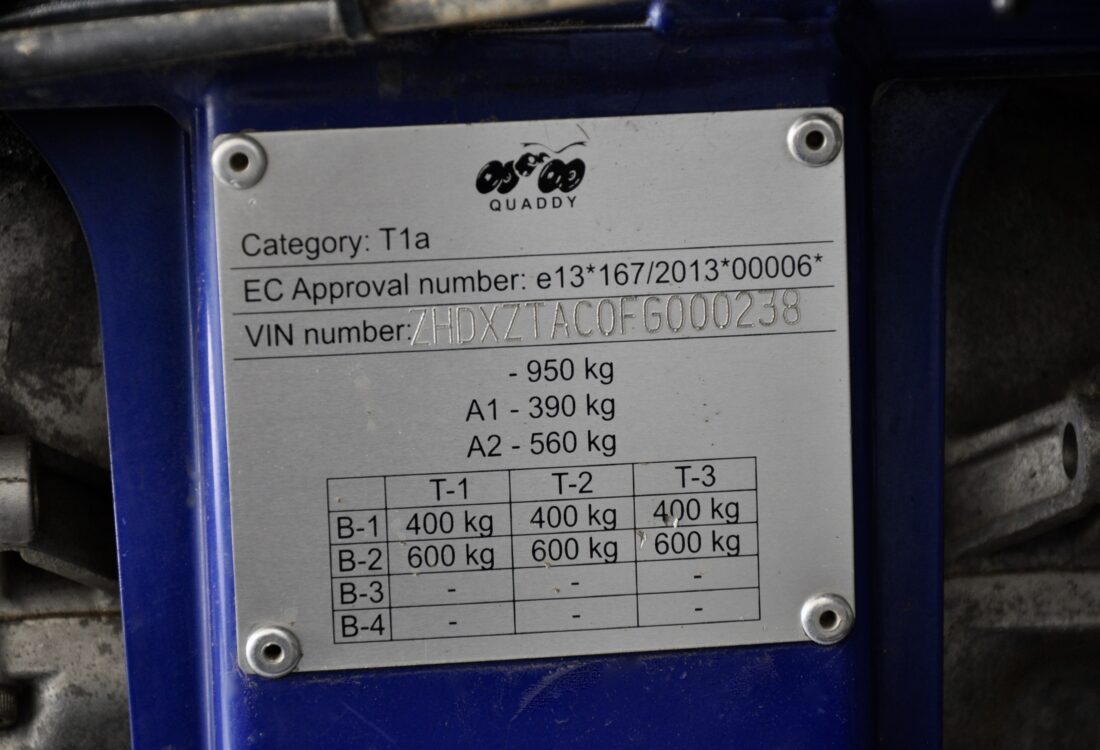 QUADDY
Category: T1a
EC Approval number: e13*167/2013*00006*
VIN number: ZHDXZTAC0FG000238
- 950 kg
A1 - 390 kg
A2 - 560 kg
T-1 T-2 T-3
B-1 400 kg 400 kg 400 kg
B-2 600 kg 600 kg 600 kg
B-3 - - -
B-4 - - -